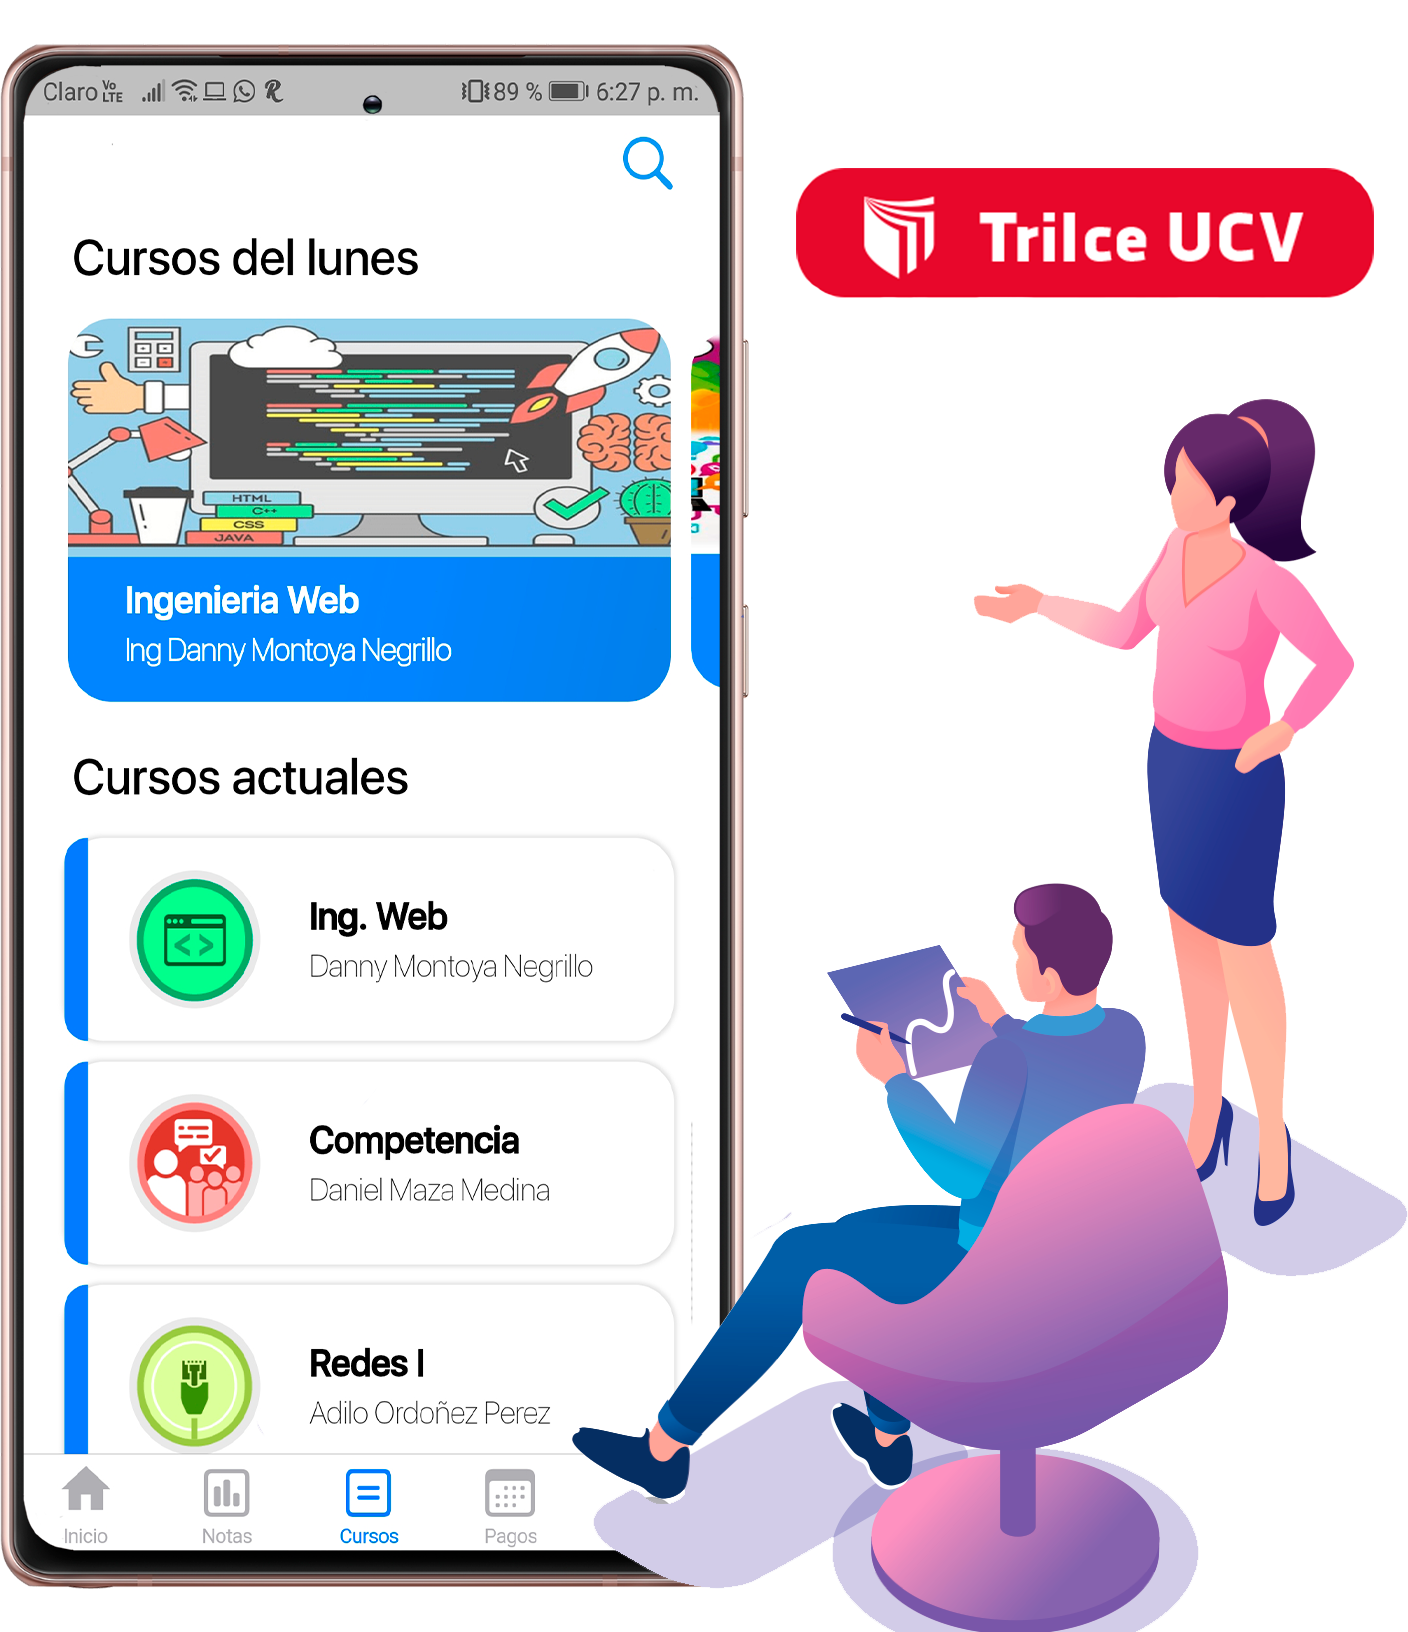 Claro Vo LTE 89 % 6:27 p. m.
Trilce UCV
Cursos del lunes
HTML
C++
CSS
JAVA
Ingenieria Web
Ing Danny Montoya Negrillo
Cursos actuales
Ing. Web
Danny Montoya Negrillo
Competencia
Daniel Maza Medina
Redes I
Adilo Ordoñez Perez
Inicio Notas Cursos Pagos